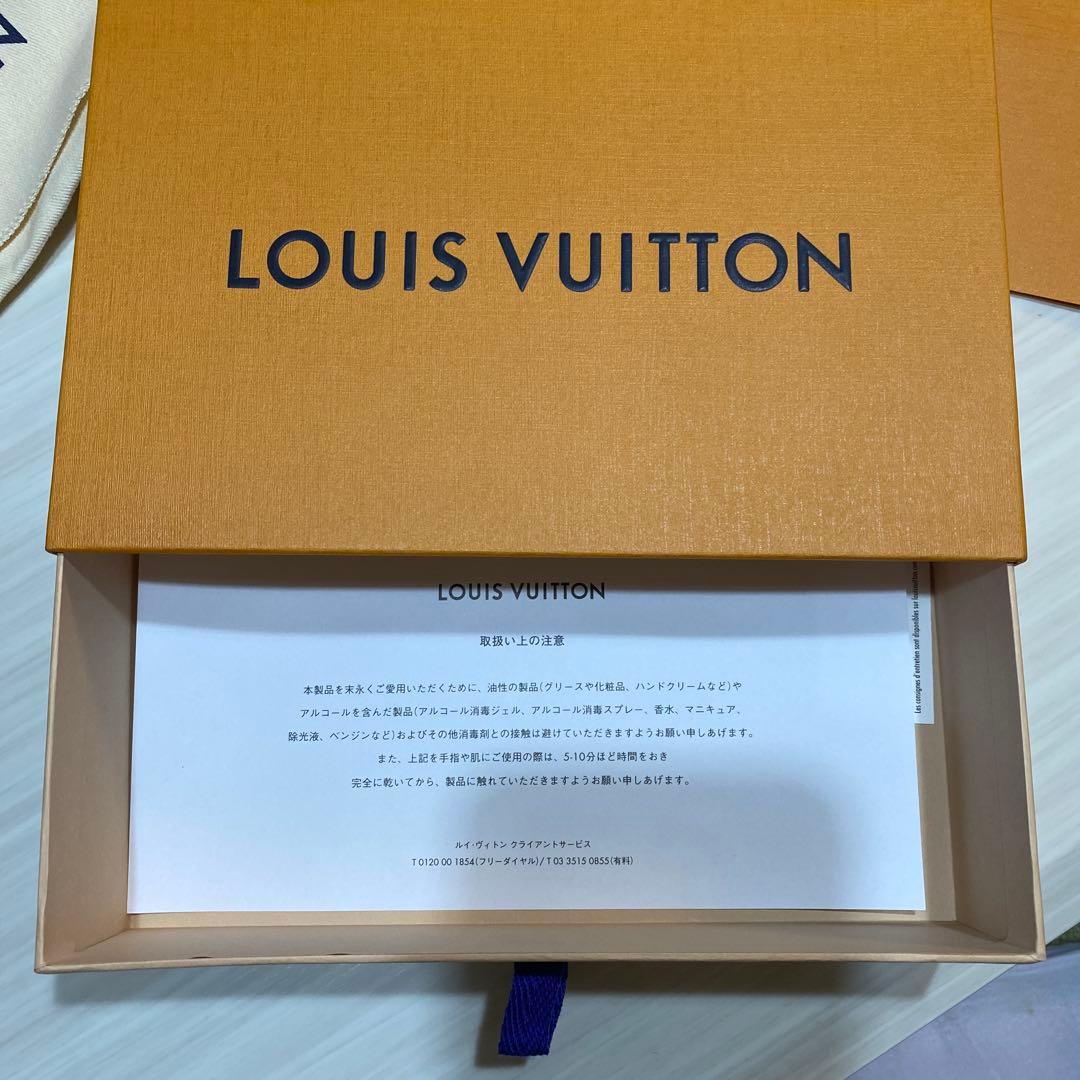 LOUIS VUITTON
LOUIS VUITTON
取扱い上の注意
本製品を末永くご愛用いただくために、油性の製品(グリースや化粧品、ハンドクリームなど)や
アルコールを含んだ製品(アルコール消毒ジェル、アルコール消毒スプレー、香水、マニキュア、
除光液、ベンジンなど)およびその他消毒剤との接触は避けていただきますようお願い申しあげます。
また、上記を手指や肌にご使用の際は、5-10分ほど時間をおき
完全に乾いてから、製品に触れていただきますようお願い申しあげます。
ルイ・ヴィトン クライアントサービス
T 0120 00 1854(フリーダイヤル)/ T 03 3515 0855(有料)
Les consignes d'entretien sont disponibles sur louisvuitton.com